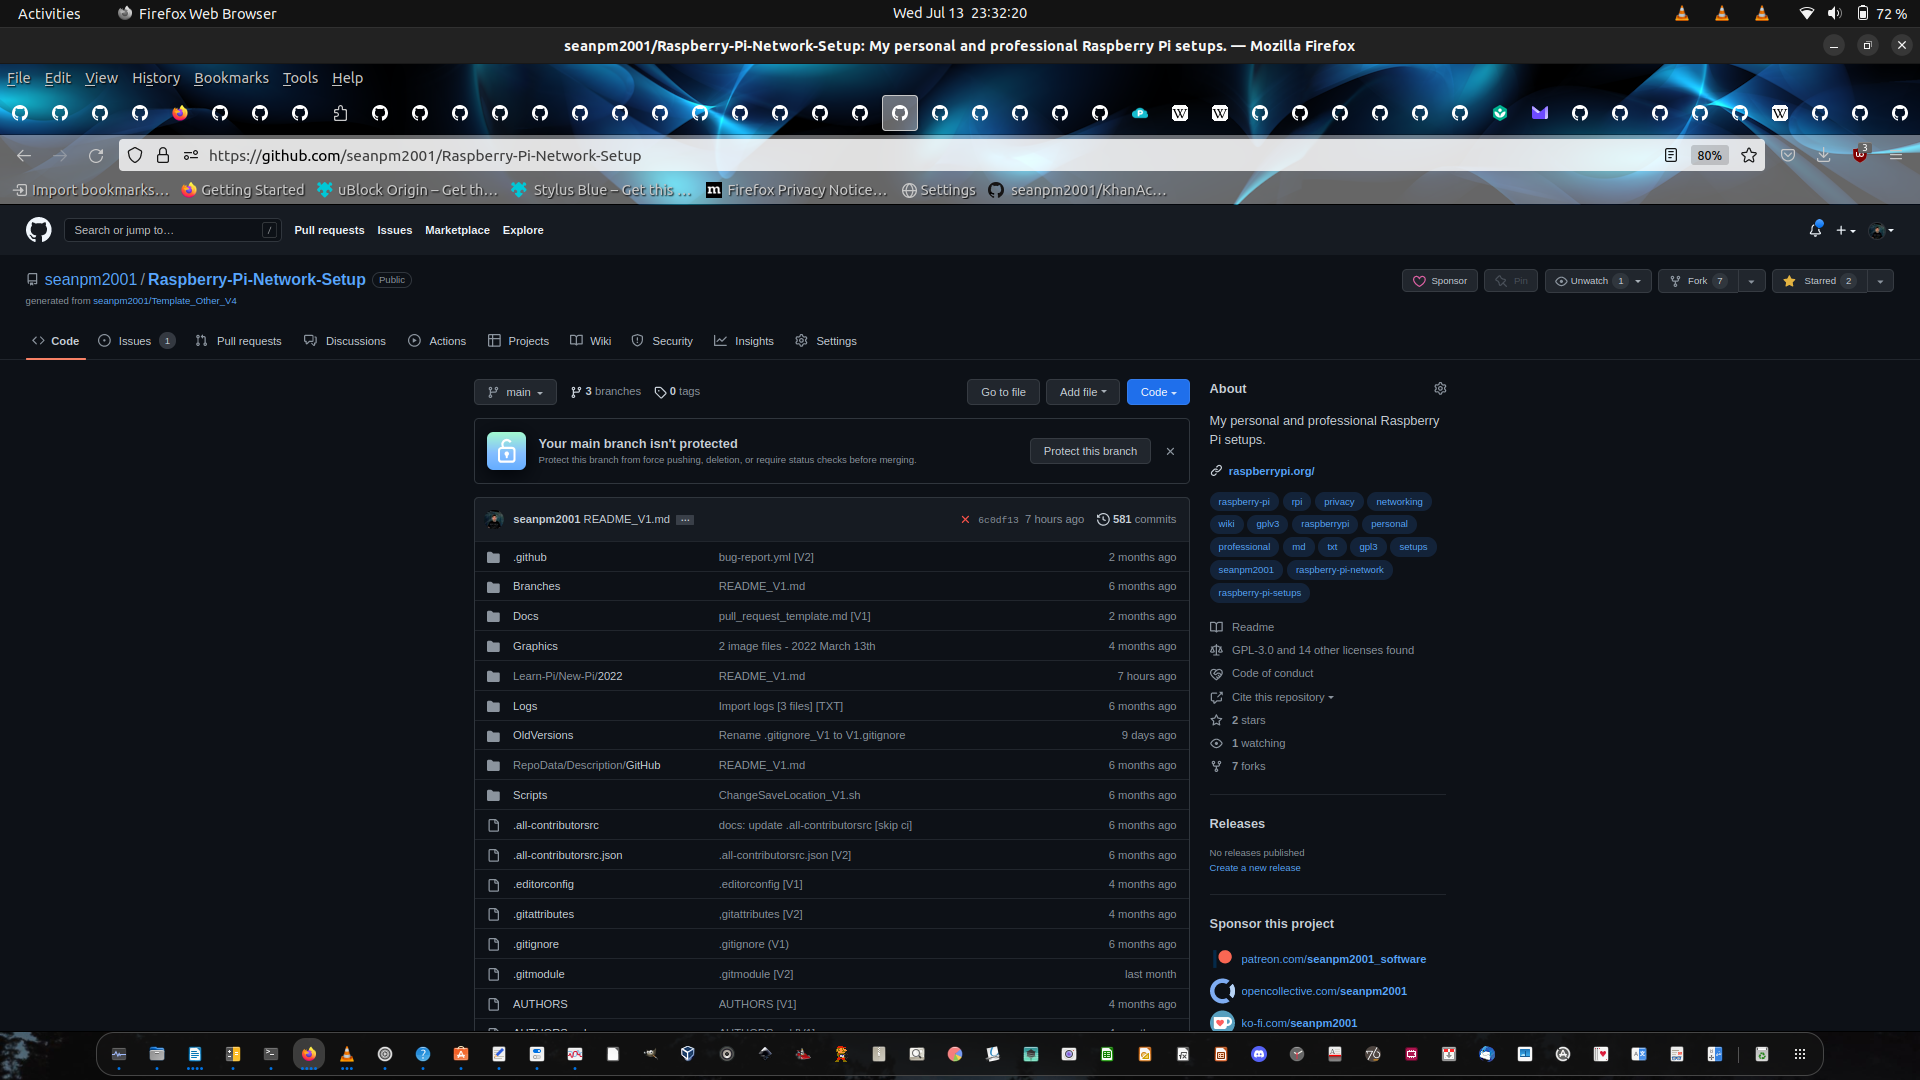 Activities Firefox Web Browser Wed Jul 13 23:32:20 72 %
seanpm2001/Raspberry-Pi-Network-Setup: My personal and professional Raspberry Pi setups. — Mozilla Firefox
File Edit View History Bookmarks Tools Help
https://github.com/seanpm2001/Raspberry-Pi-Network-Setup 80% 3
Import bookmarks… Getting Started uBlock Origin – Get th… Stylus Blue – Get this … Firefox Privacy Notice… Settings seanpm2001/KhanAc…
Search or jump to… / Pull requests Issues Marketplace Explore
seanpm2001 / Raspberry-Pi-Network-Setup Public Sponsor Pin Unwatch 1 Fork 7 Starred 2
generated from seanpm2001/Template_Other_V4
Code Issues 1 Pull requests Discussions Actions Projects Wiki Security Insights Settings
main 3 branches 0 tags Go to file Add file Code
Your main branch isn't protected
Protect this branch from force pushing, deletion, or require status checks before merging.
Protect this branch
seanpm2001 README_V1.md … 6c0df13 7 hours ago 581 commits
.github bug-report.yml [V2] 2 months ago
Branches README_V1.md 6 months ago
Docs pull_request_template.md [V1] 2 months ago
Graphics 2 image files - 2022 March 13th 4 months ago
Learn-Pi/New-Pi/2022 README_V1.md 7 hours ago
Logs Import logs [3 files] [TXT] 6 months ago
OldVersions Rename .gitignore_V1 to V1.gitignore 9 days ago
RepoData/Description/GitHub README_V1.md 6 months ago
Scripts ChangeSaveLocation_V1.sh 6 months ago
.all-contributorsrc docs: update .all-contributorsrc [skip ci] 6 months ago
.all-contributorsrc.json .all-contributorsrc.json [V2] 6 months ago
.editorconfig .editorconfig [V1] 4 months ago
.gitattributes ,gitattributes [V2] 4 months ago
.gitignore .gitignore (V1) 6 months ago
.gitmodule .gitmodule [V2] last month
AUTHORS AUTHORS [V1] 4 months ago
About
My personal and professional Raspberry
Pi setups.
raspberrypi.org/
raspberry-pi rpi privacy networking
wiki gplv3 raspberrypi personal
professional md txt gpl3 setups
seanpm2001 raspberry-pi-network
raspberry-pi-setups
Readme
GPL-3.0 and 14 other licenses found
Code of conduct
Cite this repository
2 stars
1 watching
7 forks
Releases
No releases published
Create a new release
Sponsor this project
patreon.com/seanpm2001_software
opencollective.com/seanpm2001
ko-fi.com/seanpm2001